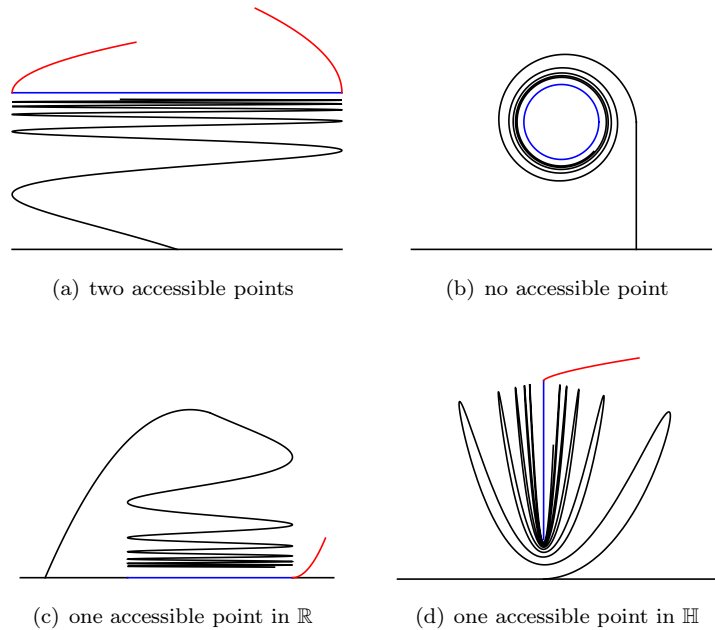 (a) two accessible points
(b) no accessible point
(c) one accessible point in ℝ
(d) one accessible point in ℍ